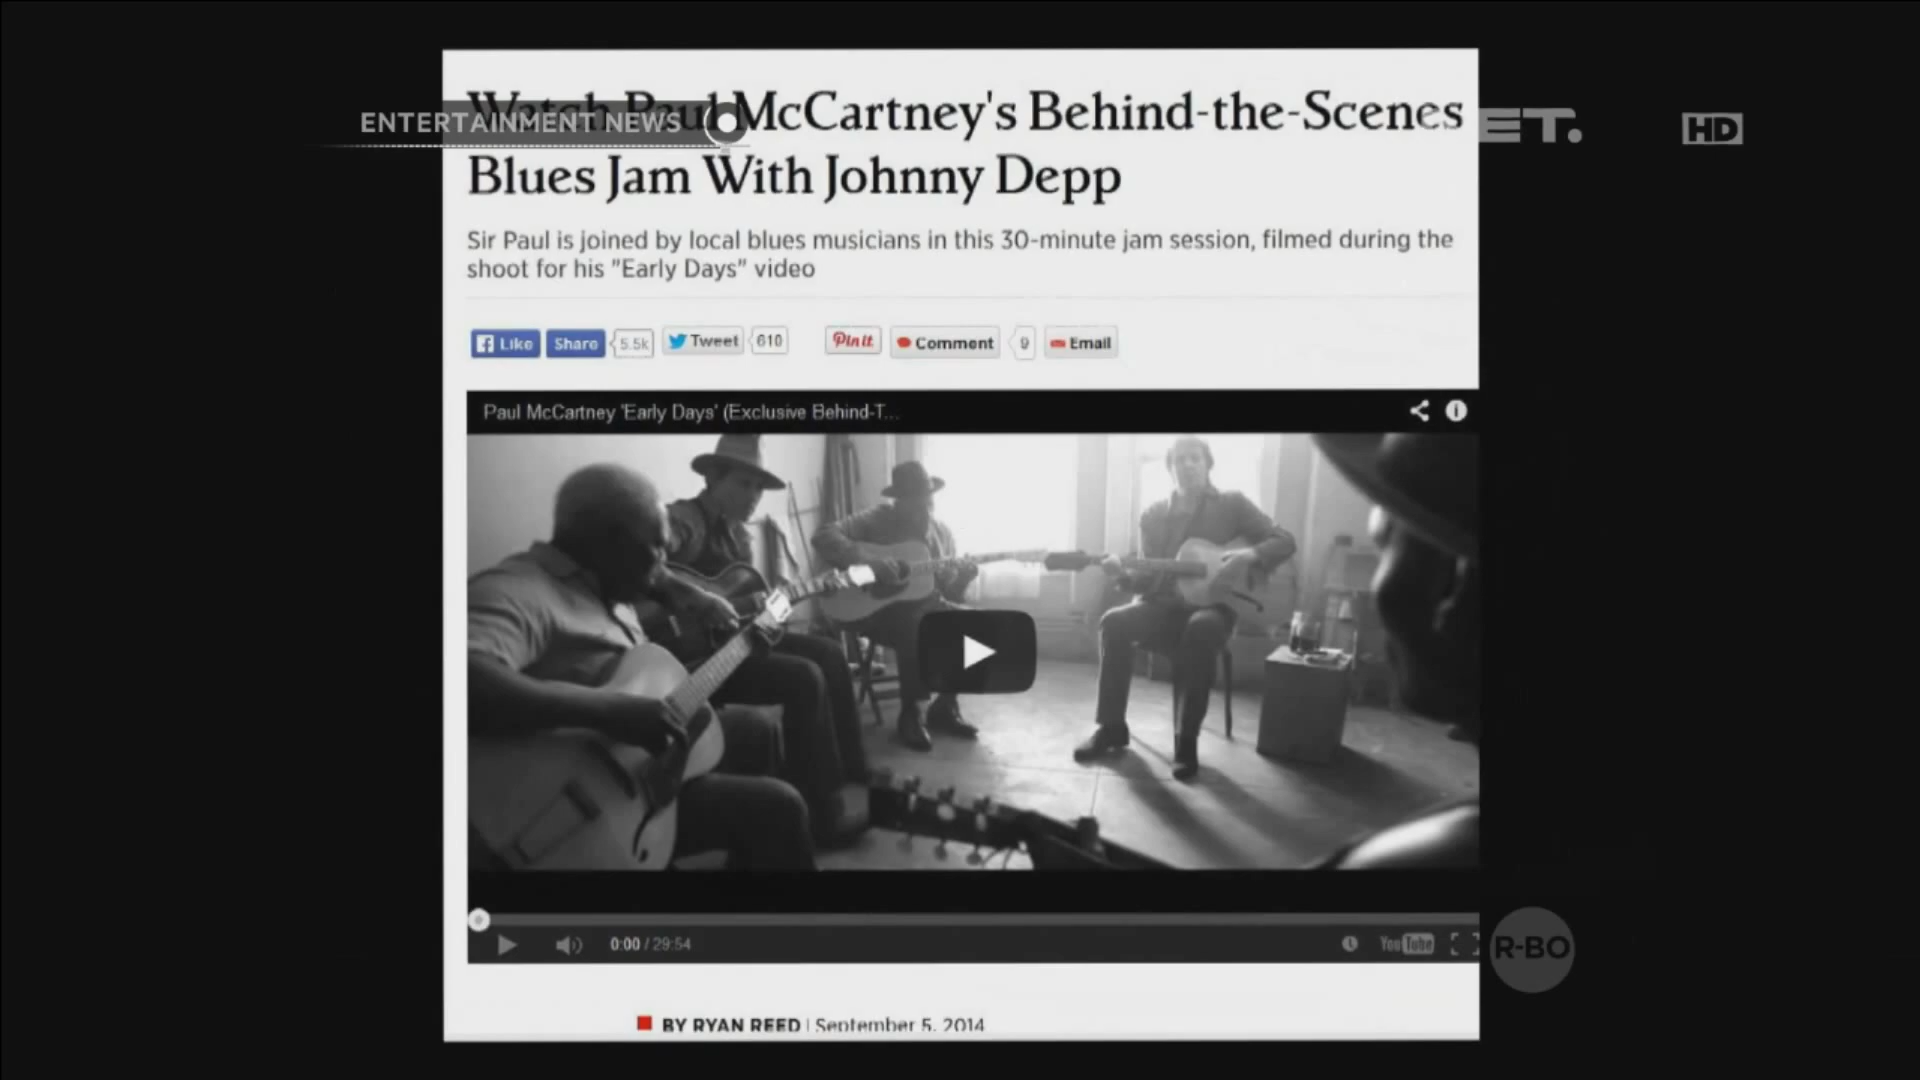 Watch Paul McCartney's Behind-the-Scenes
ENTERTAINMENT NEWS
ET.
HD
Blues Jam With Johnny Depp
Sir Paul is joined by local blues musicians in this 30-minute jam session, filmed during the
shoot for his "Early Days" video
Like Share 5.5k Tweet 610 Pin it Comment 9 Email
Paul McCartney 'Early Days' (Exclusive Behind-T...
0:00 / 29:54
YouTube
R-BO
BY RYAN REED | September 5, 2014